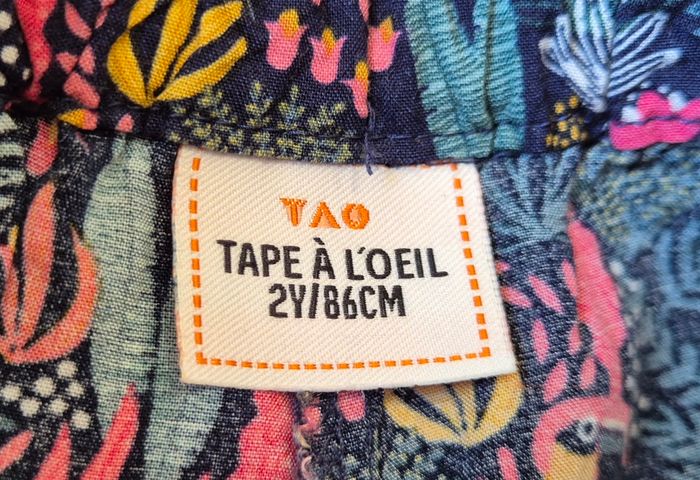 TAO
TAPE À L'OEIL
2Y/86CM